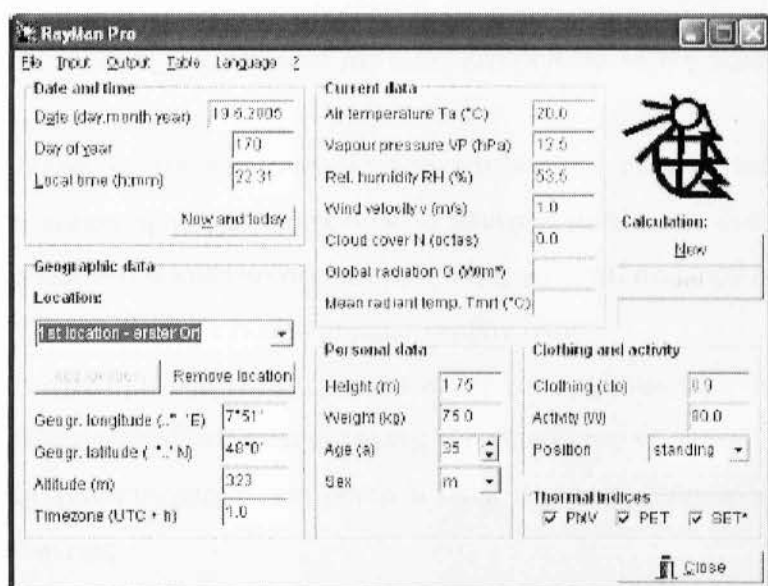 RayMan Pro
File Input Output Table Language ?
Date and time
Date (day.month year) 19.6.2005
Day of year 170
Local time (h:mm) 22:31
Now and today
Geographic data
Location:
1st location - erster Ort
Remove location
Geogr. longitude (..°'E) 7°51'
Geogr. latitude (..°'N) 48°0'
Altitude (m) 323
Timezone (UTC + h) 1.0
Current data
Air temperature Ta (°C) 20.0
Vapour pressure VP (hPa) 12.5
Rel. humidity RH (%) 53.5
Wind velocity v (m/s) 1.0
Cloud cover N (octas) 0.0
Global radiation G (W/m²)
Mean radiant temp. Tmrt (°C)
Calculation:
New
Personal data
Height (m) 1.75
Weight (kg) 75.0
Age (a) 35
Sex m
Clothing and activity
Clothing (clo) 0.9
Activity (W) 80.0
Position standing
Thermal indices
PMV PET SET*
Close